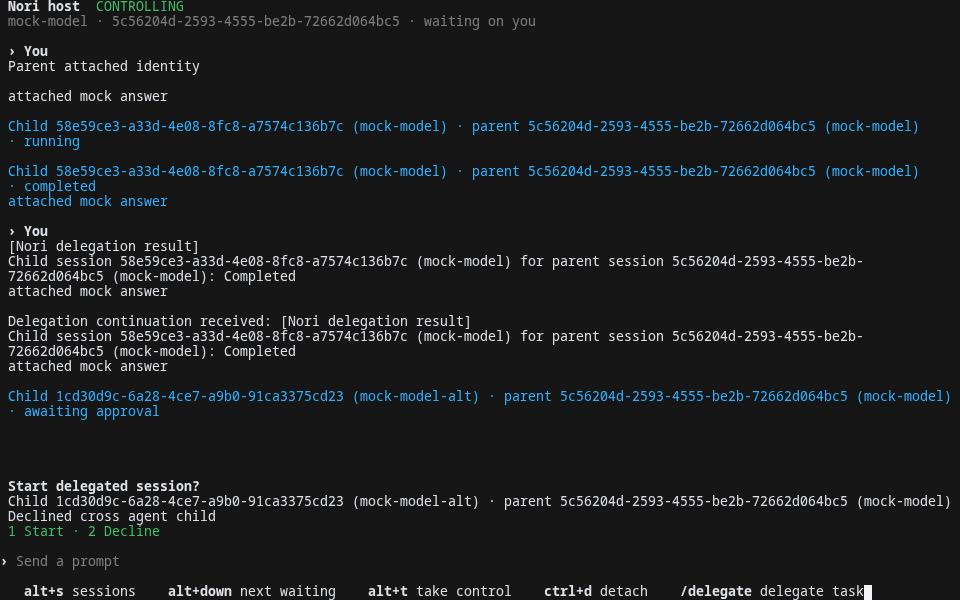 Nori host  CONTROLLING
mock-model · 5c56204d-2593-4555-be2b-72662d064bc5 · waiting on you
› You
Parent attached identity
attached mock answer
Child 58e59ce3-a33d-4e08-8fc8-a7574c136b7c (mock-model) · parent 5c56204d-2593-4555-be2b-72662d064bc5 (mock-model)
· running
Child 58e59ce3-a33d-4e08-8fc8-a7574c136b7c (mock-model) · parent 5c56204d-2593-4555-be2b-72662d064bc5 (mock-model)
· completed
attached mock answer
› You
[Nori delegation result]
Child session 58e59ce3-a33d-4e08-8fc8-a7574c136b7c (mock-model) for parent session 5c56204d-2593-4555-be2b-
72662d064bc5 (mock-model): Completed
attached mock answer
Delegation continuation received: [Nori delegation result]
Child session 58e59ce3-a33d-4e08-8fc8-a7574c136b7c (mock-model) for parent session 5c56204d-2593-4555-be2b-
72662d064bc5 (mock-model): Completed
attached mock answer
Child 1cd30d9c-6a28-4ce7-a9b0-91ca3375cd23 (mock-model-alt) · parent 5c56204d-2593-4555-be2b-72662d064bc5 (mock-model)
· awaiting approval
Start delegated session?
Child 1cd30d9c-6a28-4ce7-a9b0-91ca3375cd23 (mock-model-alt) · parent 5c56204d-2593-4555-be2b-72662d064bc5 (mock-model)
Declined cross agent child
1 Start · 2 Decline
› Send a prompt
alt+s sessions    alt+down next waiting    alt+t take control    ctrl+d detach    /delegate delegate task